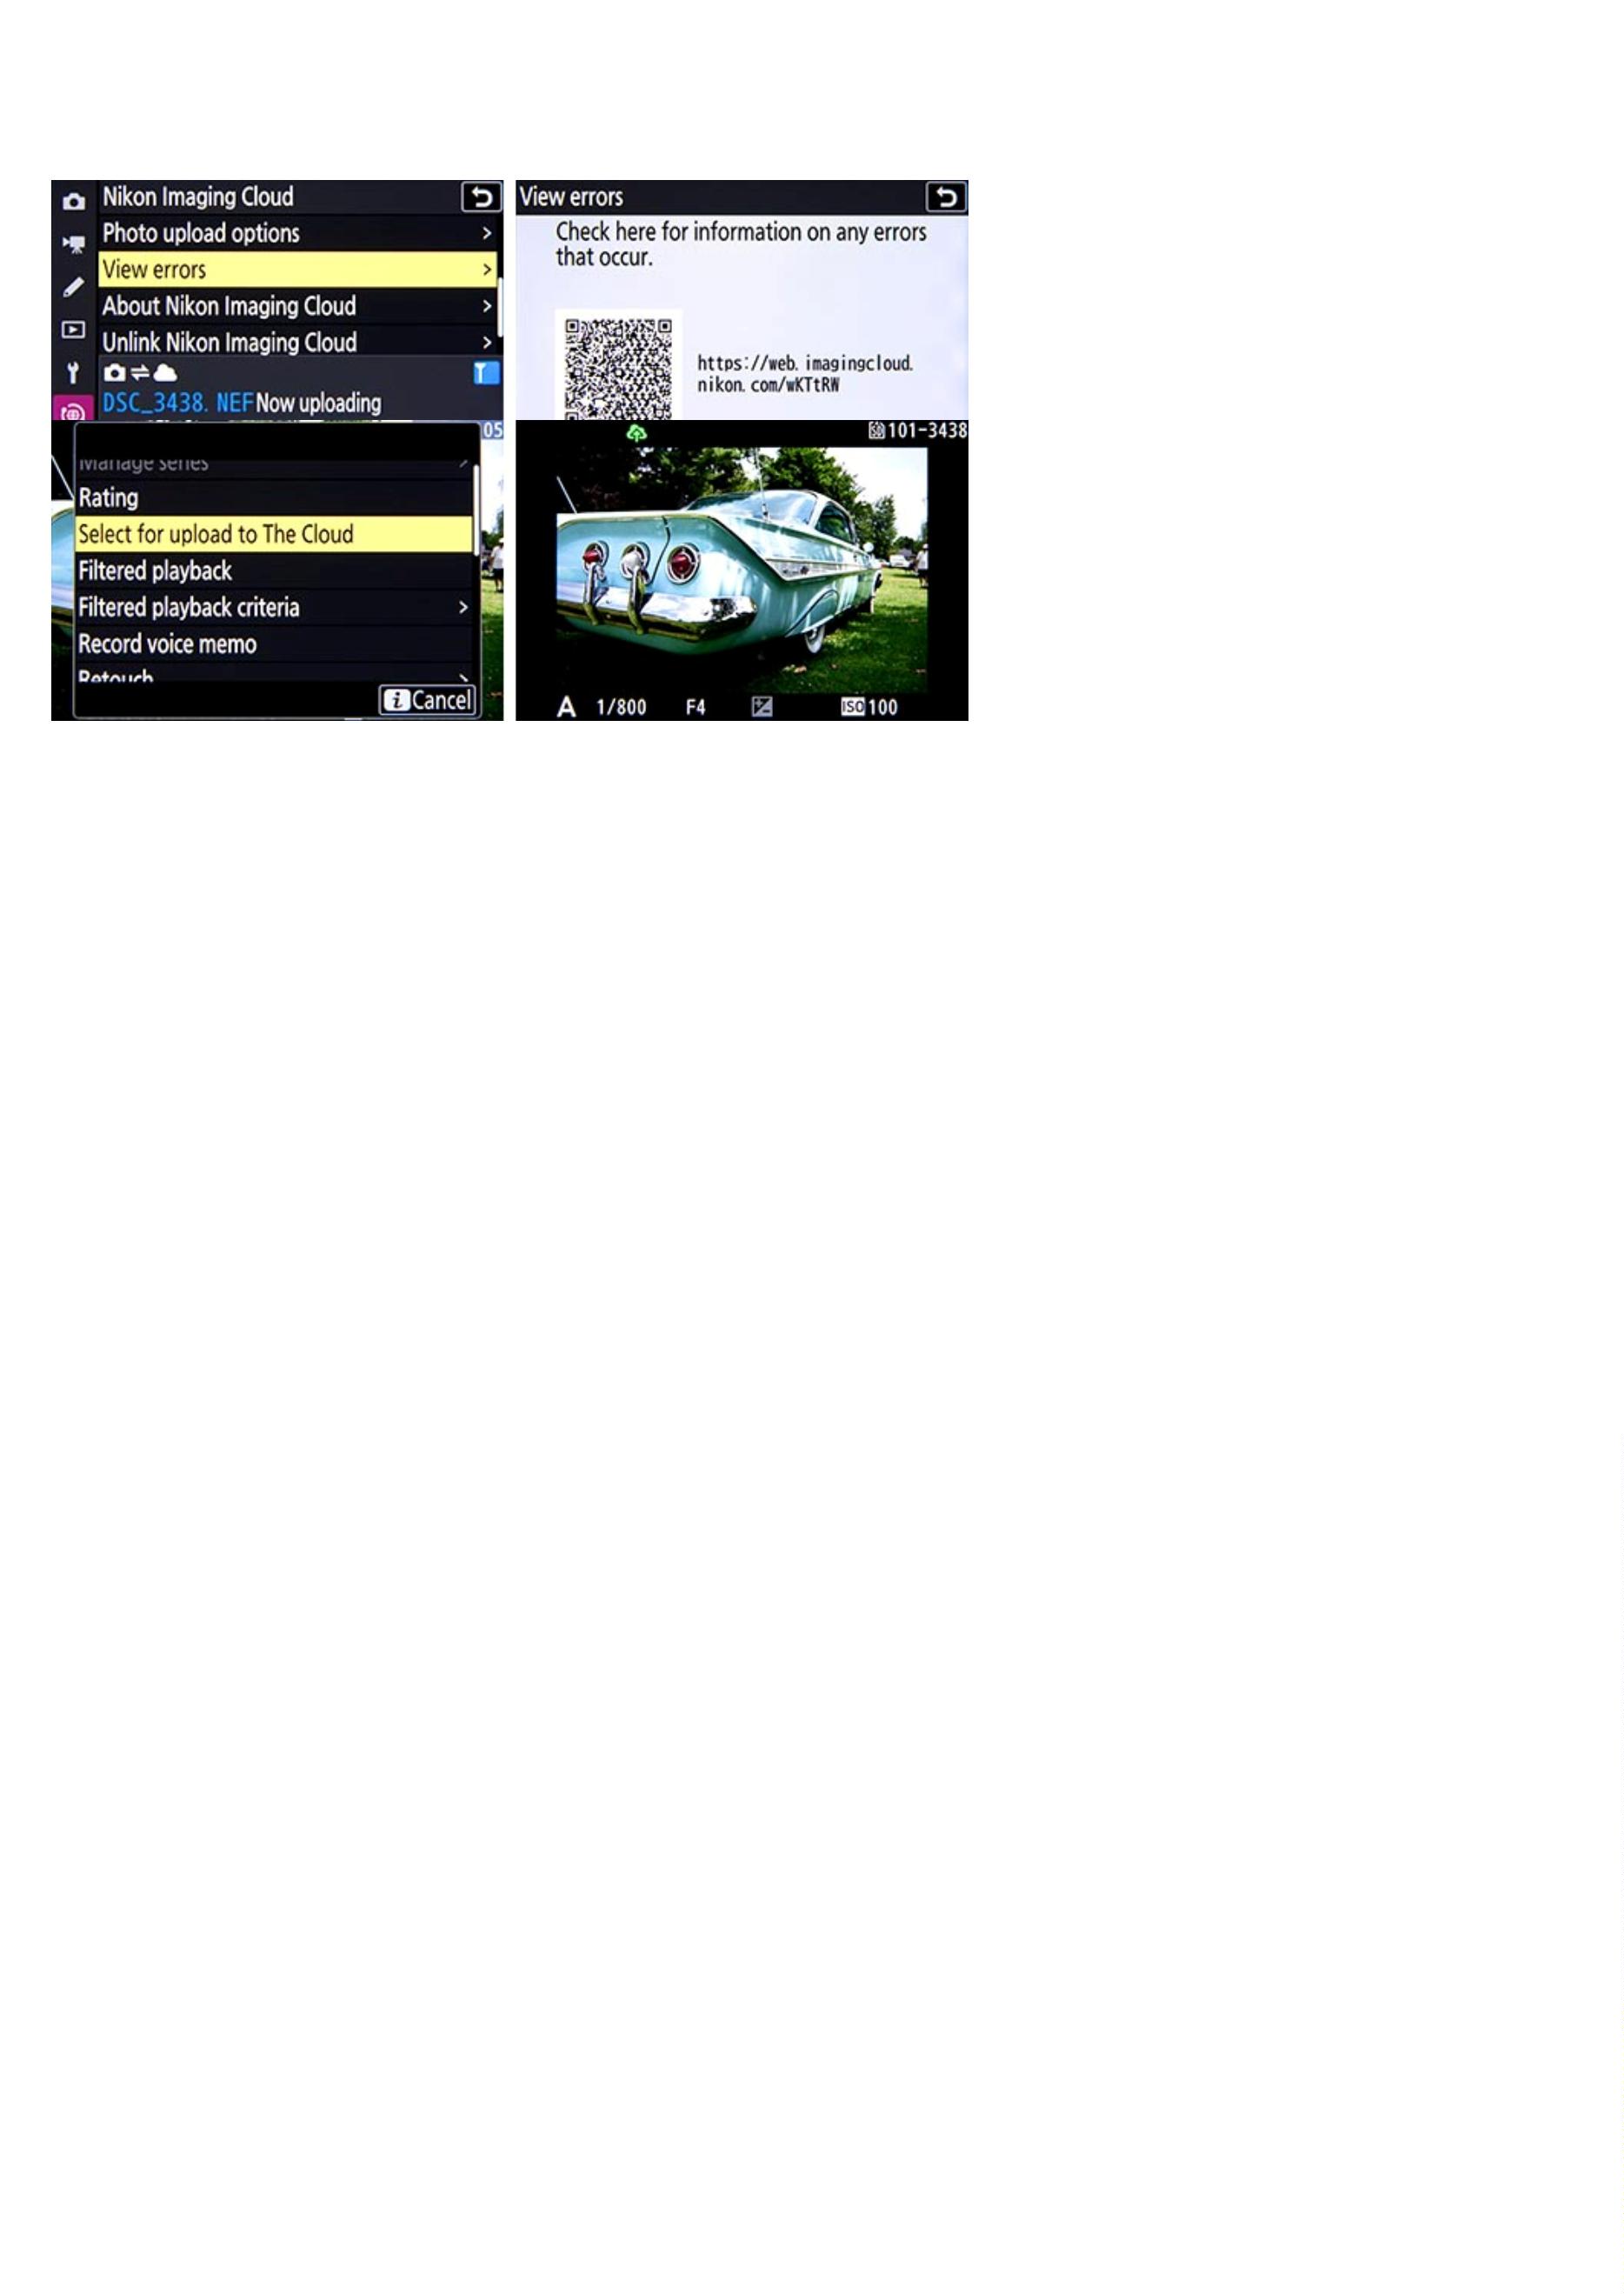 Nikon Imaging Cloud
Photo upload options
View errors
About Nikon Imaging Cloud
Unlink Nikon Imaging Cloud
DSC_3438. NEF Now uploading
View errors
Check here for information on any errors
that occur.
https://web. imagingcloud.
nikon. com/wKTtRW
05
Manage series
Rating
Select for upload to The Cloud
Filtered playback
Filtered playback criteria
Record voice memo
Retouch
i Cancel
101-3438
A 1/800 F4 ISO 100